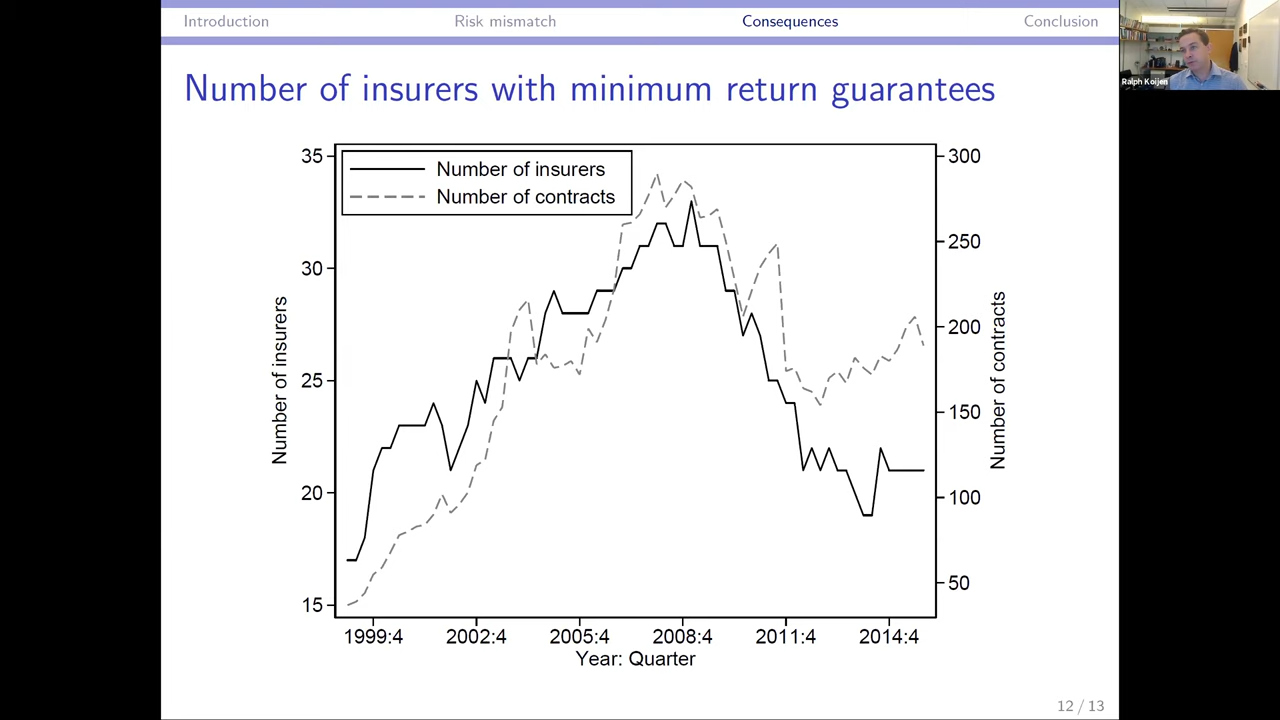 Introduction Risk mismatch Consequences Conclusion
Ralph Koijen
Number of insurers with minimum return guarantees
Number of insurers
Number of contracts
35
30
25
20
15
Number of insurers
300
250
200
150
100
50
Number of contracts
1999:4 2002:4 2005:4 2008:4 2011:4 2014:4
Year: Quarter
12 / 13